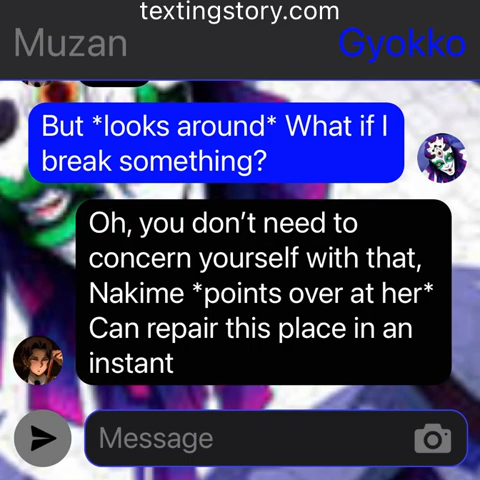 textingstory.com
Muzan
Gyokko
But *looks around* What if I
break something?
Oh, you don’t need to
concern yourself with that,
Nakime *points over at her*
Can repair this place in an
instant
Message